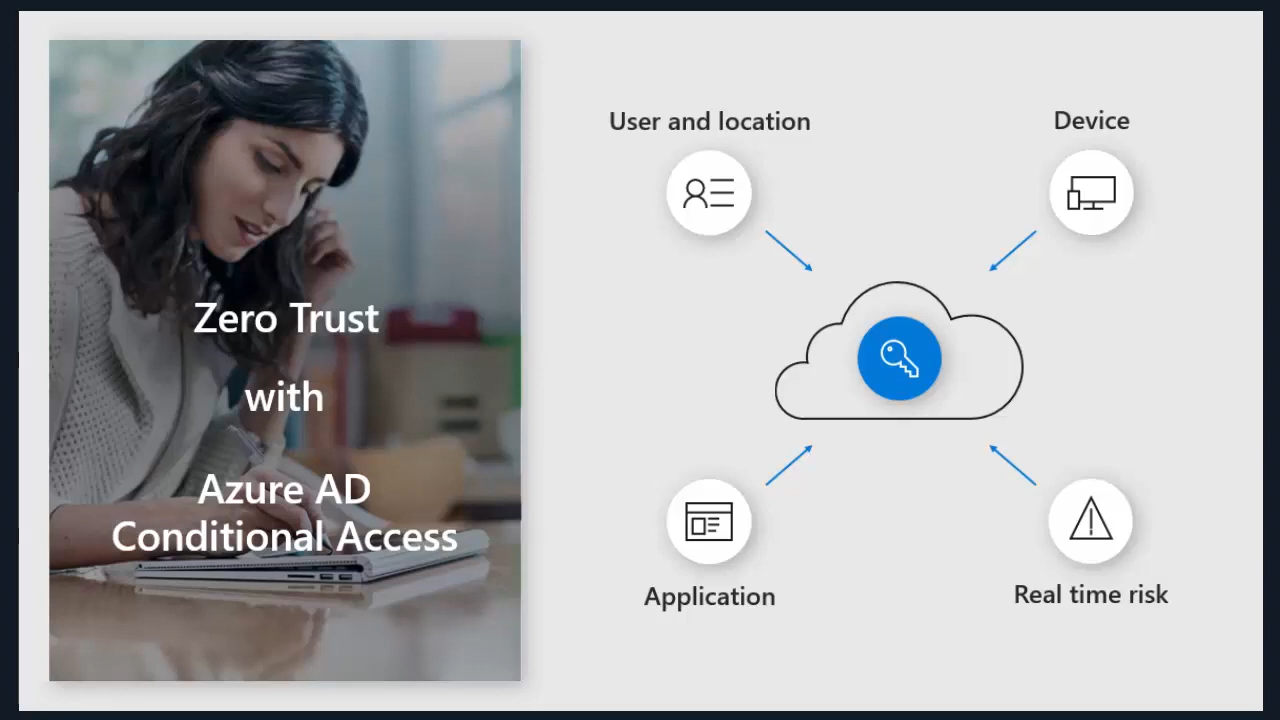 Zero Trust
with
Azure AD
Conditional Access
User and location
Device
Application
Real time risk